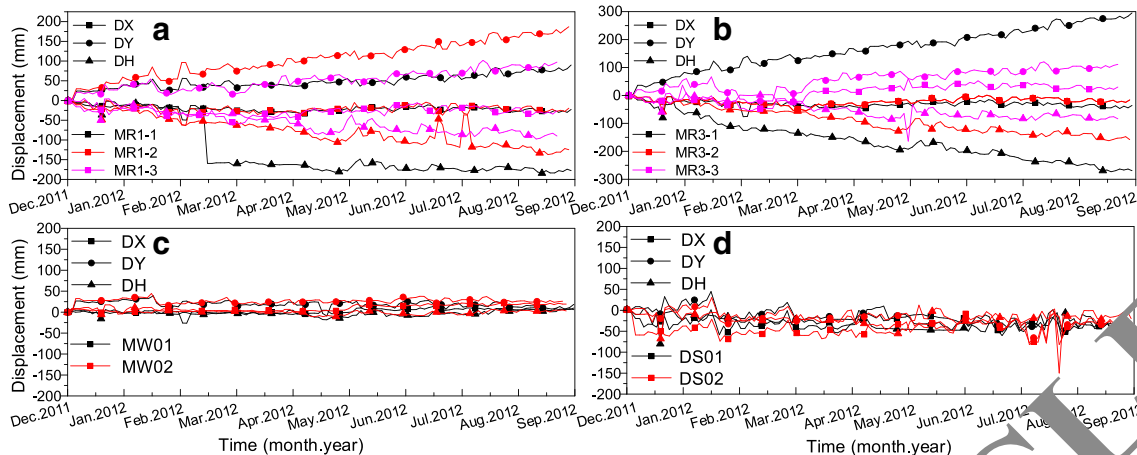 a
DX
DY
DH
MR1-1
MR1-2
MR1-3
Displacement (mm)
225
200
150
100
50
0
-50
-100
-150
-200
Dec.2011 Jan.2012 Feb.2012 Mar.2012 Apr.2012 May.2012 Jun.2012 Jul.2012 Aug.2012 Sep.2012
b
DX
DY
DH
MR3-1
MR3-2
MR3-3
300
200
100
0
-100
-200
-300
Dec.2011 Jan.2012 Feb.2012 Mar.2012 Apr.2012 May.2012 Jun.2012 Jul.2012 Aug.2012 Sep.2012
c
DX
DY
DH
MW01
MW02
Displacement (mm)
200
150
100
50
0
-50
-100
-150
-200
Dec.2011 Jan.2012 Feb.2012 Mar.2012 Apr.2012 May.2012 Jun.2012 Jul.2012 Aug.2012 Sep.2012
Time (month.year)
d
DX
DY
DH
DS01
DS02
200
150
100
50
0
-50
-100
-150
-200
Dec.2011 Jan.2012 Feb.2012 Mar.2012 Apr.2012 May.2012 Jun.2012 Jul.2012 Sep.2012
Time (month.year)